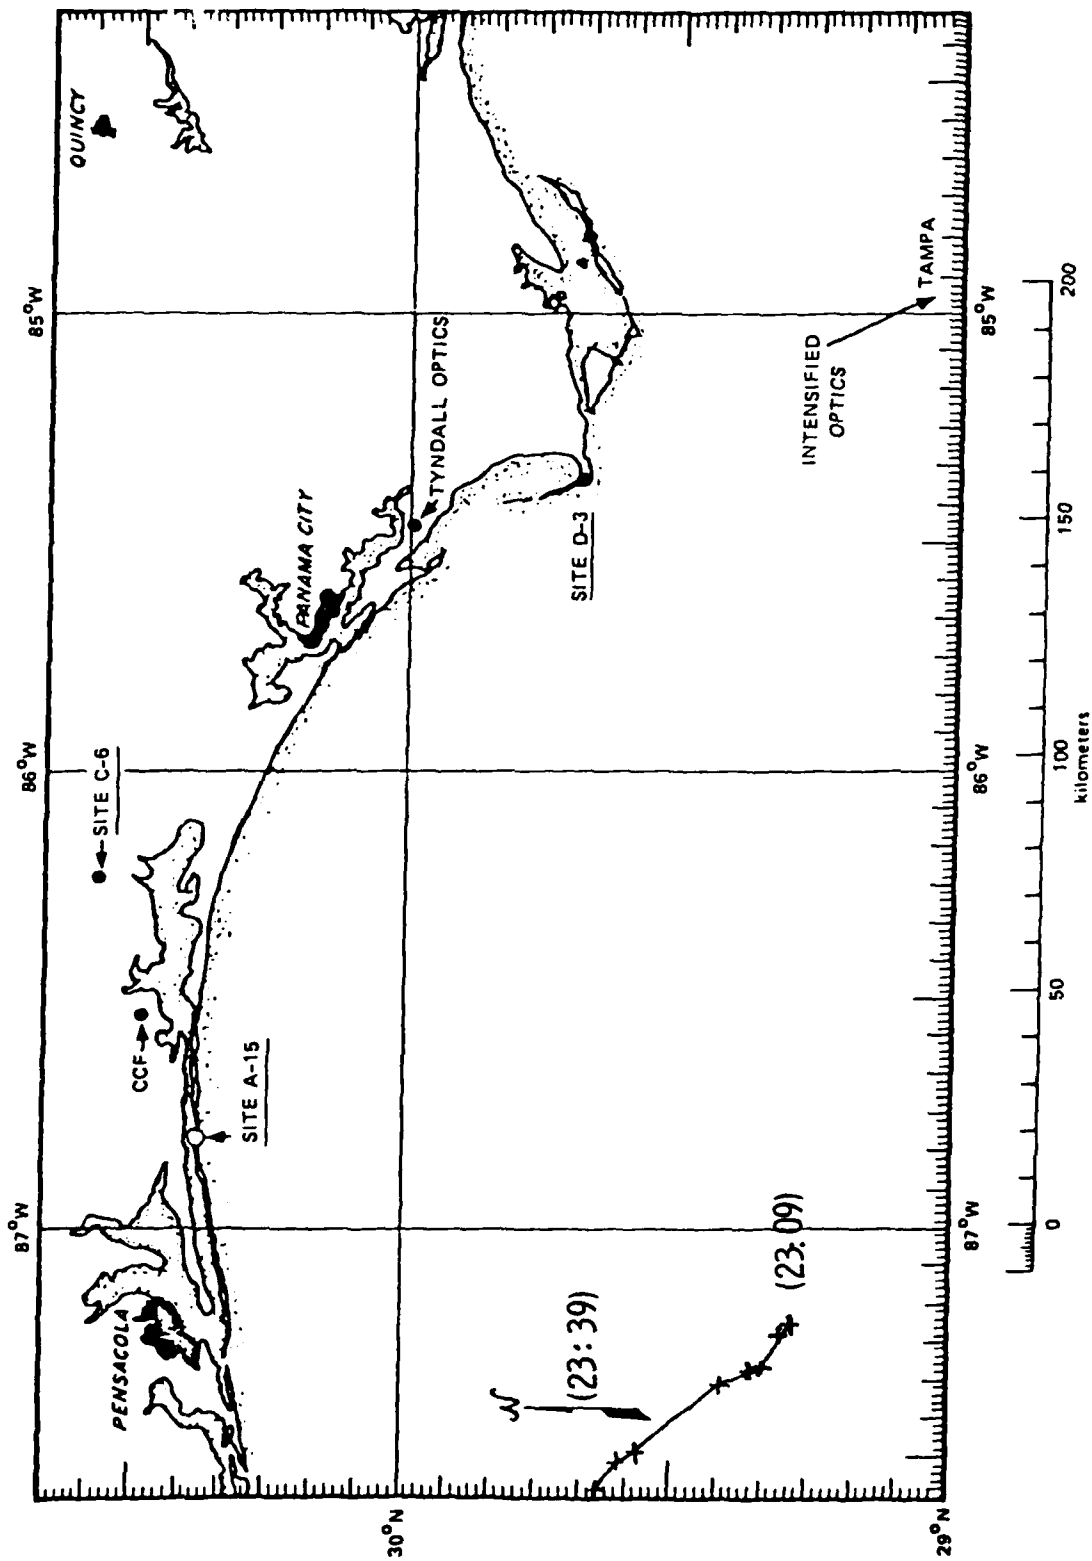 87°W
86°W
85°W
QUINCY
PENSACOLA
CCF
SITE C-6
SITE A-15
PANAMA CITY
TYNDALL OPTICS
30°N
SITE D-3
N
(23:39)
(23:09)
INTENSIFIED
OPTICS
TAMPA
29°N
87°W
86°W
85°W
0
50
100
150
200
kilometers